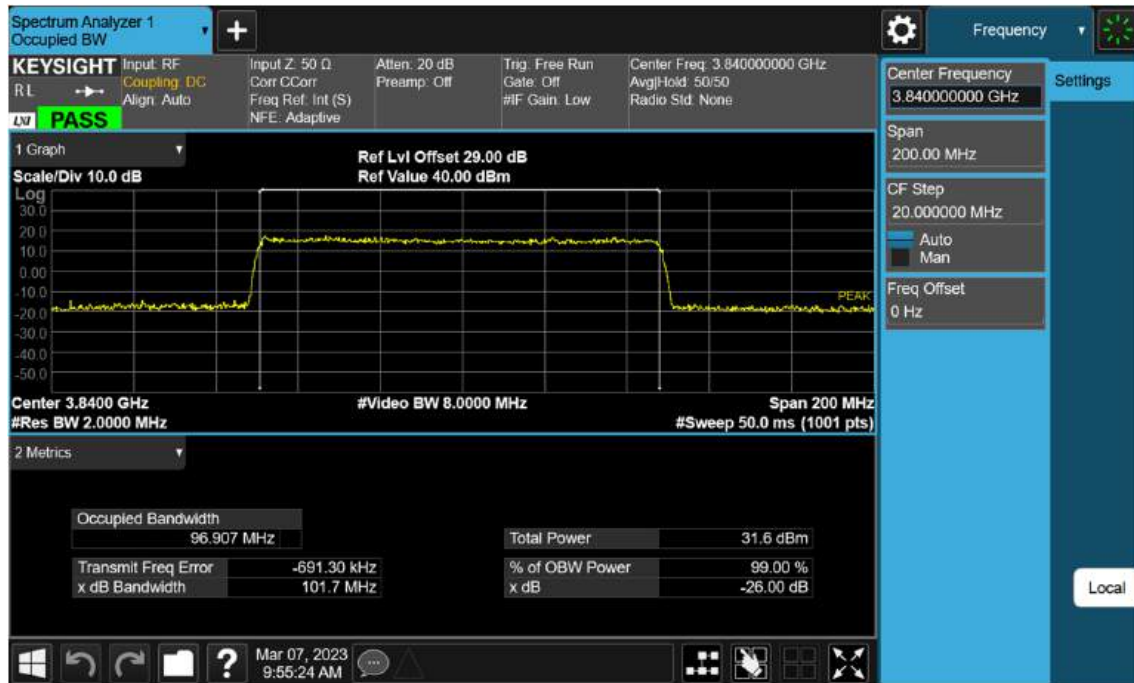 Spectrum Analyzer 1
Occupied BW
Frequency
KEYSIGHT
Input: RF
Coupling: DC
Align: Auto
Input Z: 50 Ω
Corr CCorr
Freq Ref: Int (S)
NFE: Adaptive
Atten: 20 dB
Preamp: Off
Trig: Free Run
Gate: Off
#IF Gain: Low
Center Freq: 3.840000000 GHz
Avg|Hold: 50/50
Radio Std: None
RL
LXI
PASS
1 Graph
Scale/Div 10.0 dB
Ref Lvl Offset 29.00 dB
Ref Value 40.00 dBm
Log
30.0
20.0
10.0
0.00
-10.0
-20.0
-30.0
-40.0
-50.0
PEAK
Center 3.8400 GHz
#Video BW 8.0000 MHz
Span 200 MHz
#Res BW 2.0000 MHz
#Sweep 50.0 ms (1001 pts)
2 Metrics
Occupied Bandwidth
96.907 MHz
Total Power 31.6 dBm
Transmit Freq Error -691.30 kHz
% of OBW Power 99.00 %
x dB Bandwidth 101.7 MHz
x dB -26.00 dB
Center Frequency
3.840000000 GHz
Settings
Span
200.00 MHz
CF Step
20.000000 MHz
Auto
Man
Freq Offset
0 Hz
Local
?
Mar 07, 2023
9:55:24 AM